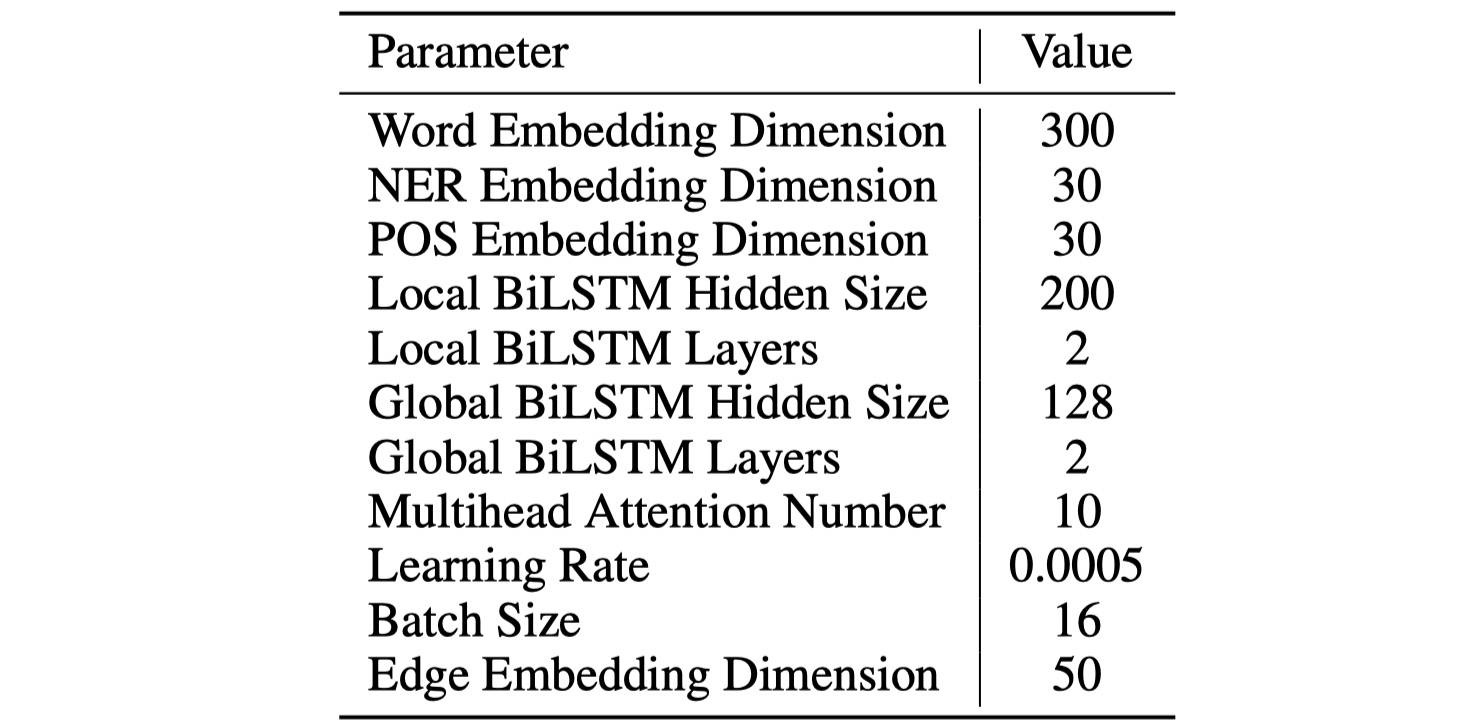 Parameter Value
Word Embedding Dimension 300
NER Embedding Dimension 30
POS Embedding Dimension 30
Local BiLSTM Hidden Size 200
Local BiLSTM Layers 2
Global BiLSTM Hidden Size 128
Global BiLSTM Layers 2
Multihead Attention Number 10
Learning Rate 0.0005
Batch Size 16
Edge Embedding Dimension 50